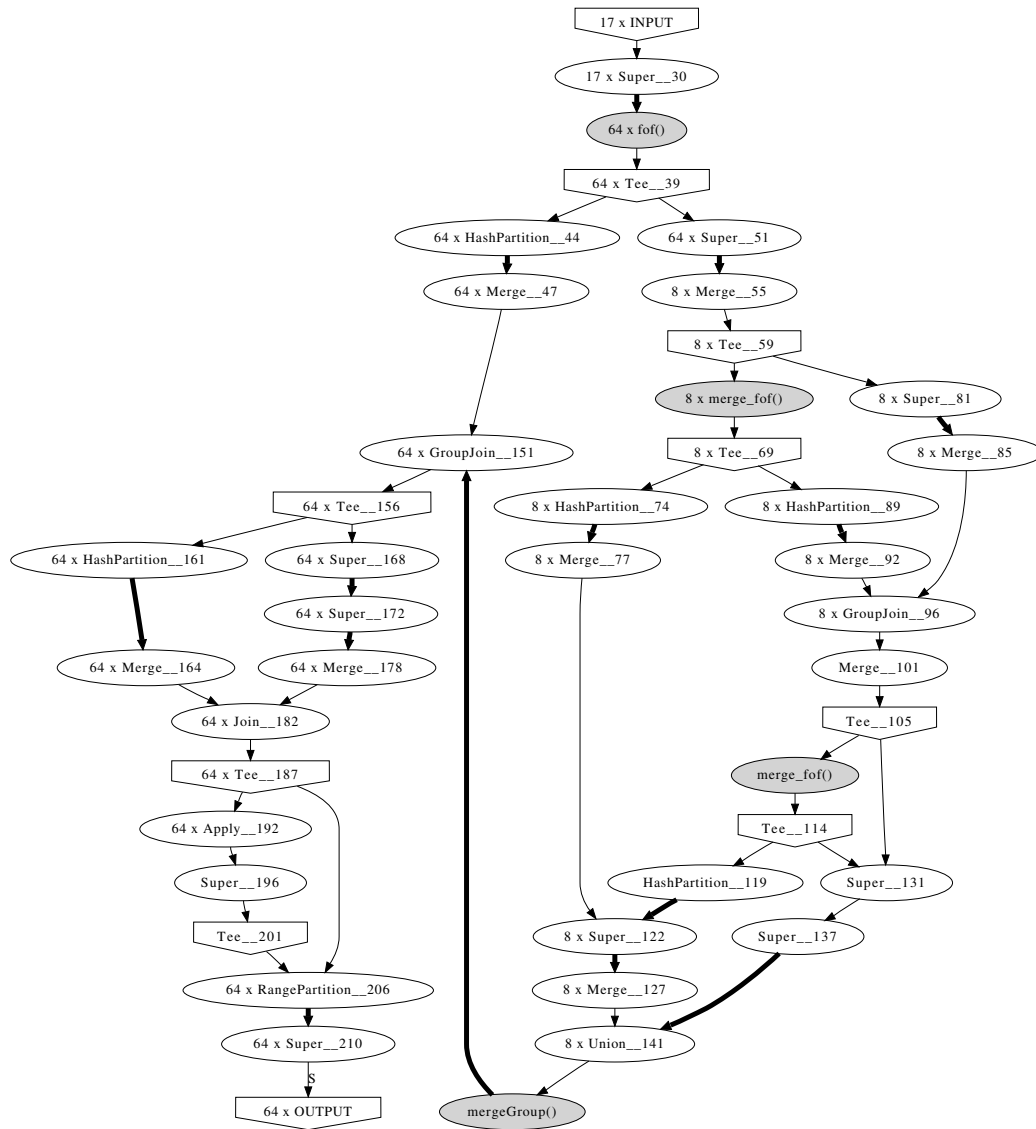 17 x INPUT
17 x Super__30
64 x fof()
64 x Tee__39
64 x HashPartition__44
64 x Super__51
64 x Merge__47
8 x Merge__55
8 x Tee__59
8 x merge_fof()
8 x Super__81
64 x GroupJoin__151
8 x Tee__69
8 x Merge__85
64 x Tee__156
8 x HashPartition__74
8 x HashPartition__89
64 x HashPartition__161
64 x Super__168
8 x Merge__77
8 x Merge__92
64 x Super__172
8 x GroupJoin__96
64 x Merge__164
64 x Merge__178
Merge__101
64 x Join__182
Tee__105
64 x Tee__187
merge_fof()
64 x Apply__192
Tee__114
Super__196
HashPartition__119
Super__131
Tee__201
8 x Super__122
Super__137
64 x RangePartition__206
8 x Merge__127
64 x Super__210
8 x Union__141
S
64 x OUTPUT
mergeGroup()